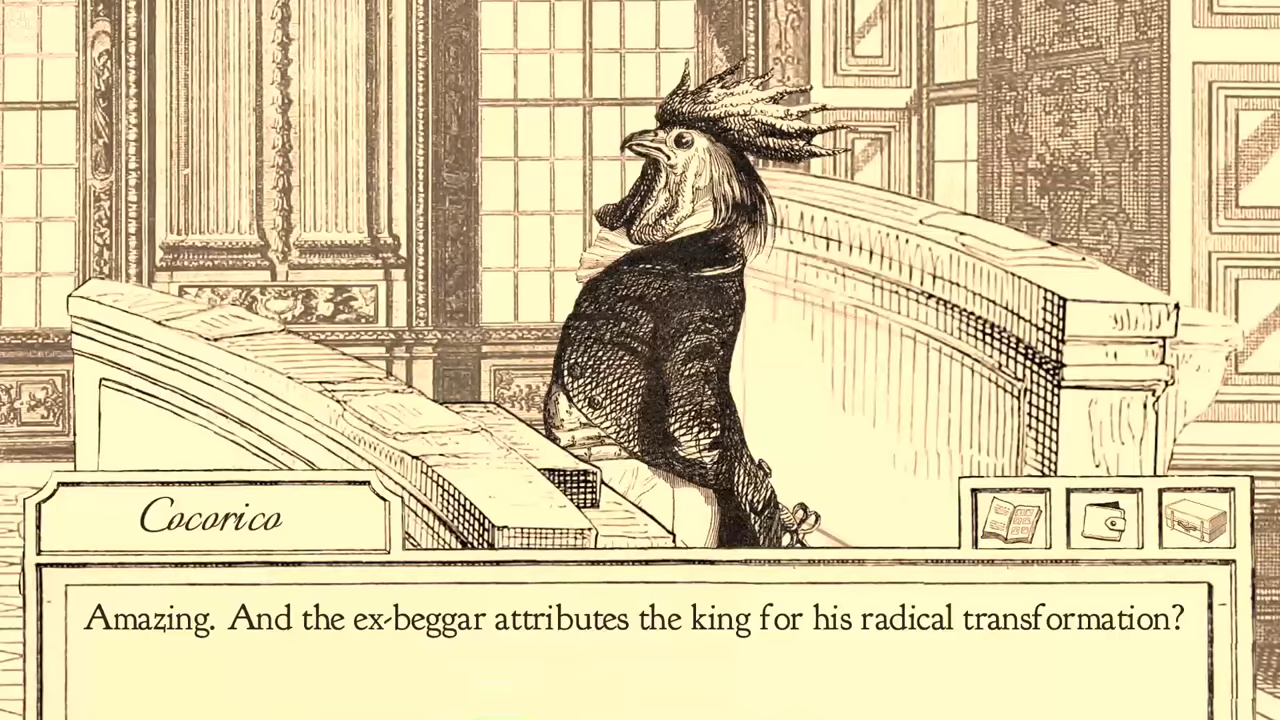 Cocorico
Amazing. And the ex-beggar attributes the king for his radical transformation?